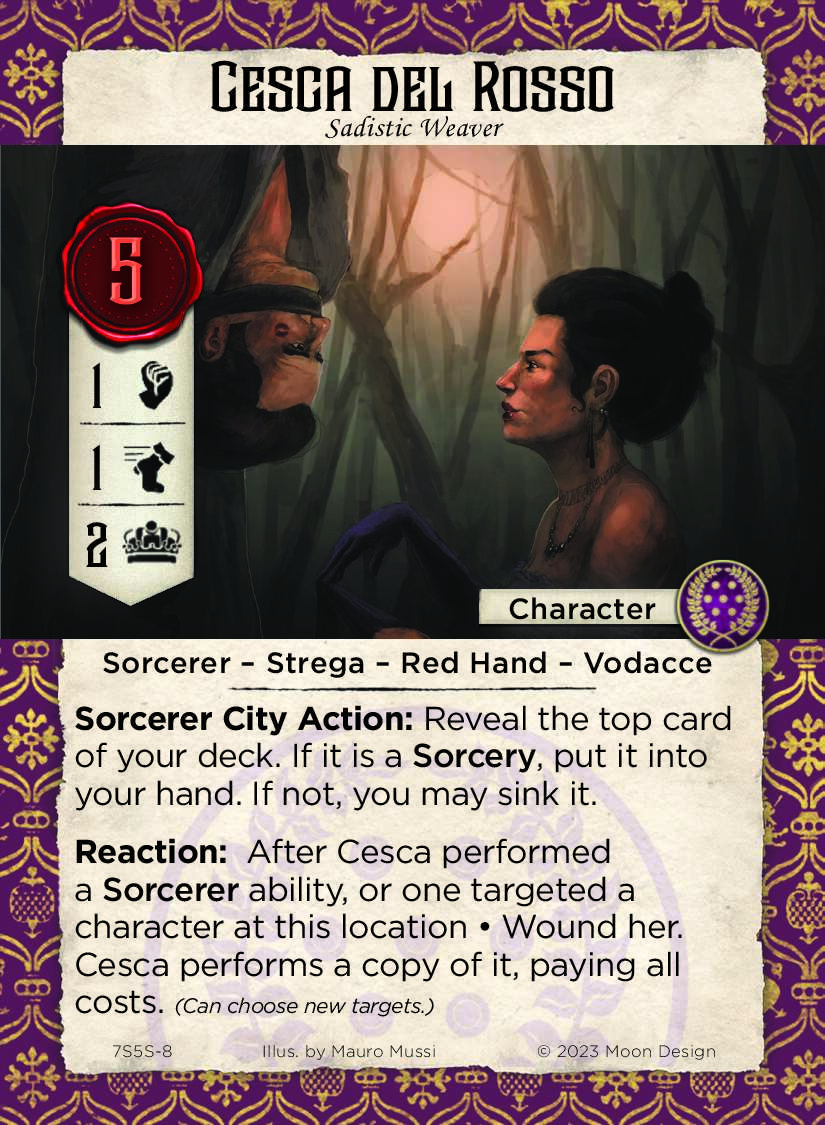 Cesca del Rosso
Sadistic Weaver
5
1
1
2
Character
Sorcerer – Strega – Red Hand – Vodacce
Sorcerer City Action: Reveal the top card
of your deck. If it is a Sorcery, put it into
your hand. If not, you may sink it.
Reaction: After Cesca performed
a Sorcerer ability, or one targeted a
character at this location • Wound her.
Cesca performs a copy of it, paying all
costs. (Can choose new targets.)
7S5S-8 Illus. by Mauro Mussi © 2023 Moon Design